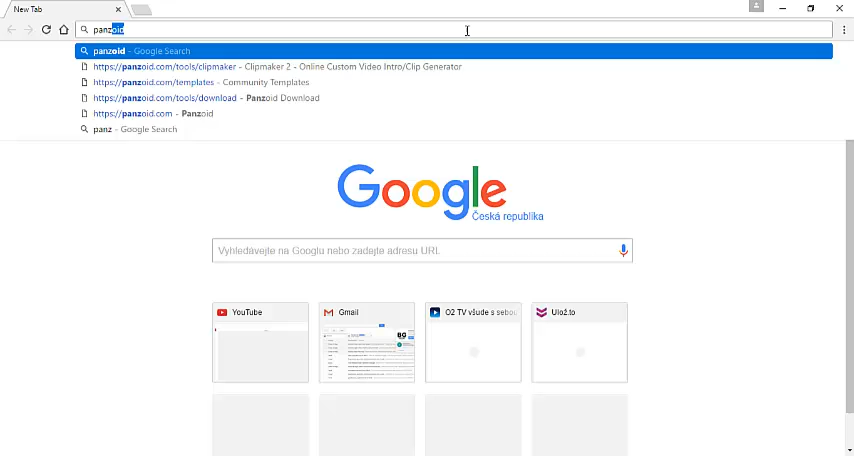 New Tab
panzoid
panzoid - Google Search
https://panzoid.com/tools/clipmaker - Clipmaker 2 - Online Custom Video Intro/Clip Generator
https://panzoid.com/templates - Community Templates
https://panzoid.com/tools/download - Panzoid Download
https://panzoid.com - Panzoid
panz - Google Search
Google
Česká republika
Vyhledávejte na Googlu nebo zadejte adresu URL
YouTube Gmail O2 TV všude s sebou Ulož.to